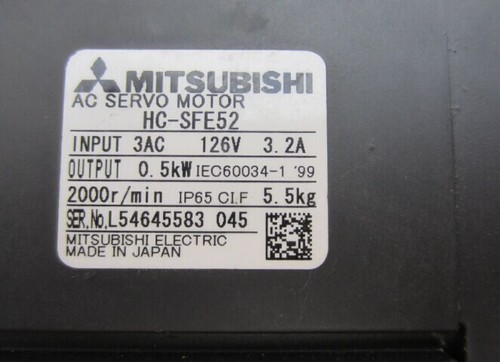 MITSUBISHI
AC SERVO MOTOR
HC-SFE52
INPUT 3AC 126V 3.2A
OUTPUT 0.5kW IEC60034-1 '99
2000r/min IP65 CI.F 5.5kg
SER.No.L54645583 045
MITSUBISHI ELECTRIC
MADE IN JAPAN